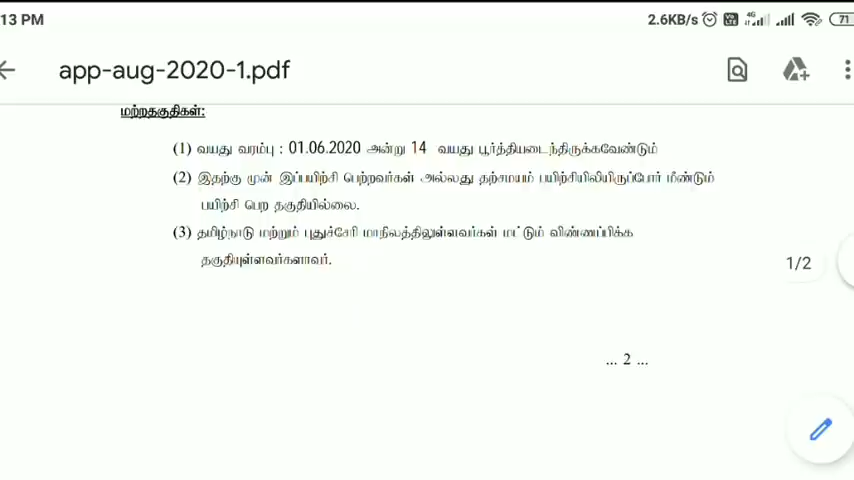 :13 PM
2.6KB/s 4G 71
app-aug-2020-1.pdf
மற்றதகுதிகள்:
(1) வயது வரம்பு : 01.06.2020 அன்று 14 வயது பூர்த்தியடைந்திருக்கவேண்டும்
(2) இதற்கு முன் இப்பயிற்சி பெற்றவர்கள் அல்லது தற்சமயம் பயிற்சியிலியிருப்போர் மீண்டும்
பயிற்சி பெற தகுதியில்லை.
(3) தமிழ்நாடு மற்றும் புதுச்சேரி மாநிலத்திலுள்ளவர்கள் மட்டும் விண்ணப்பிக்க
தகுதியுள்ளவர்களாவர்.
1/2
... 2 ...